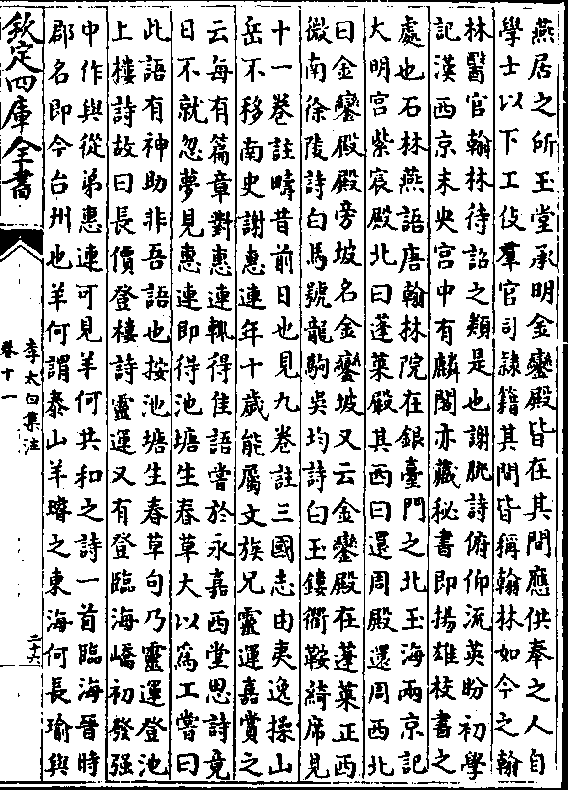 燕居之所玉堂承明金鑾殿皆在其間應供奉之人自
學士以下工伎羣官司隸籍其間皆稱翰林如今之翰
林醫官翰林待詔之類是也謝朓詩俯仰流英盼初學
記漢西京未央宮中有麟閣亦藏秘書即揚雄校書之
處也石林燕語唐翰林院在銀臺門之北玉海兩京記
大明宮紫宸殿北曰蓬萊殿其西曰還周殿還周西北
曰金鑾殿殿旁坡名金鑾坡又云金鑾殿在蓬萊正西
微南徐陵詩白馬號龍駒吳均詩白玉鏤衢鞍綺席見
十一卷註疇昔前日也見九卷註三國志由夷逸操山
岳不移南史謝惠連年十歲能屬文族兄靈運嘉賞之
云每有篇章對惠連輒得佳語嘗於永嘉西堂思詩竟
日不就忽夢見惠連即得池塘生春草大以為工嘗曰
此語有神助非吾語也按池塘生春草句乃靈運登池
上樓詩故曰長價登樓詩靈運又有登臨海嶠初發强
中作與從弟惠連可見羊何共和之詩一首臨海晉時
郡名即今台州也羊何謂泰山羊璿之東海何長瑜與
欽定四庫全書
李太白集注
卷十一
二十六